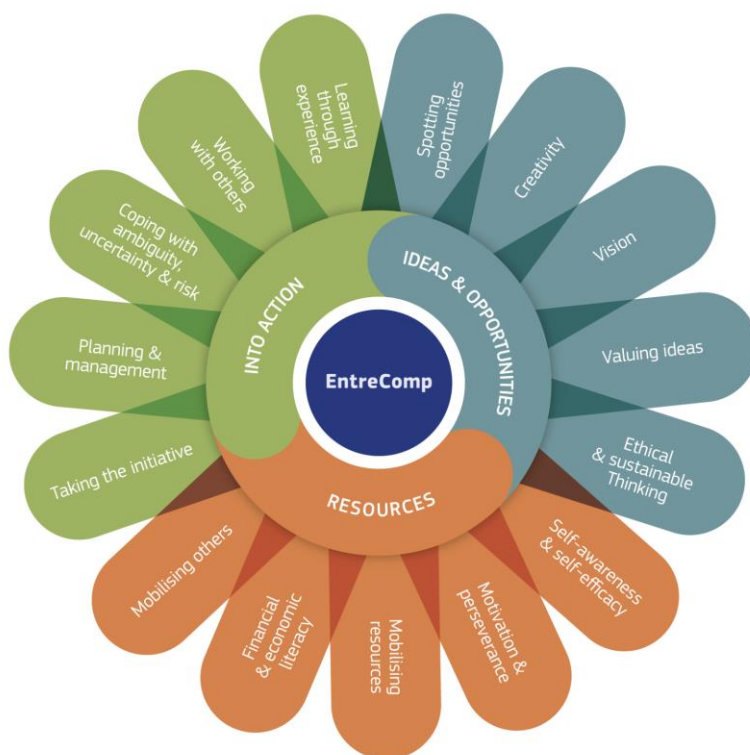 EntreComp
IDEAS & OPPORTUNITIES
Spotting
opportunities
Creativity
Vision
Valuing ideas
Ethical
& sustainable
Thinking
RESOURCES
Self-awareness
& self-efficacy
Motivation &
perseverance
Mobilising
resources
Financial
& economic
literacy
Mobilising others
INTO ACTION
Taking the initiative
Planning &
management
Coping with
ambiguity,
uncertainty & risk
Working
with others
Learning
through
experience